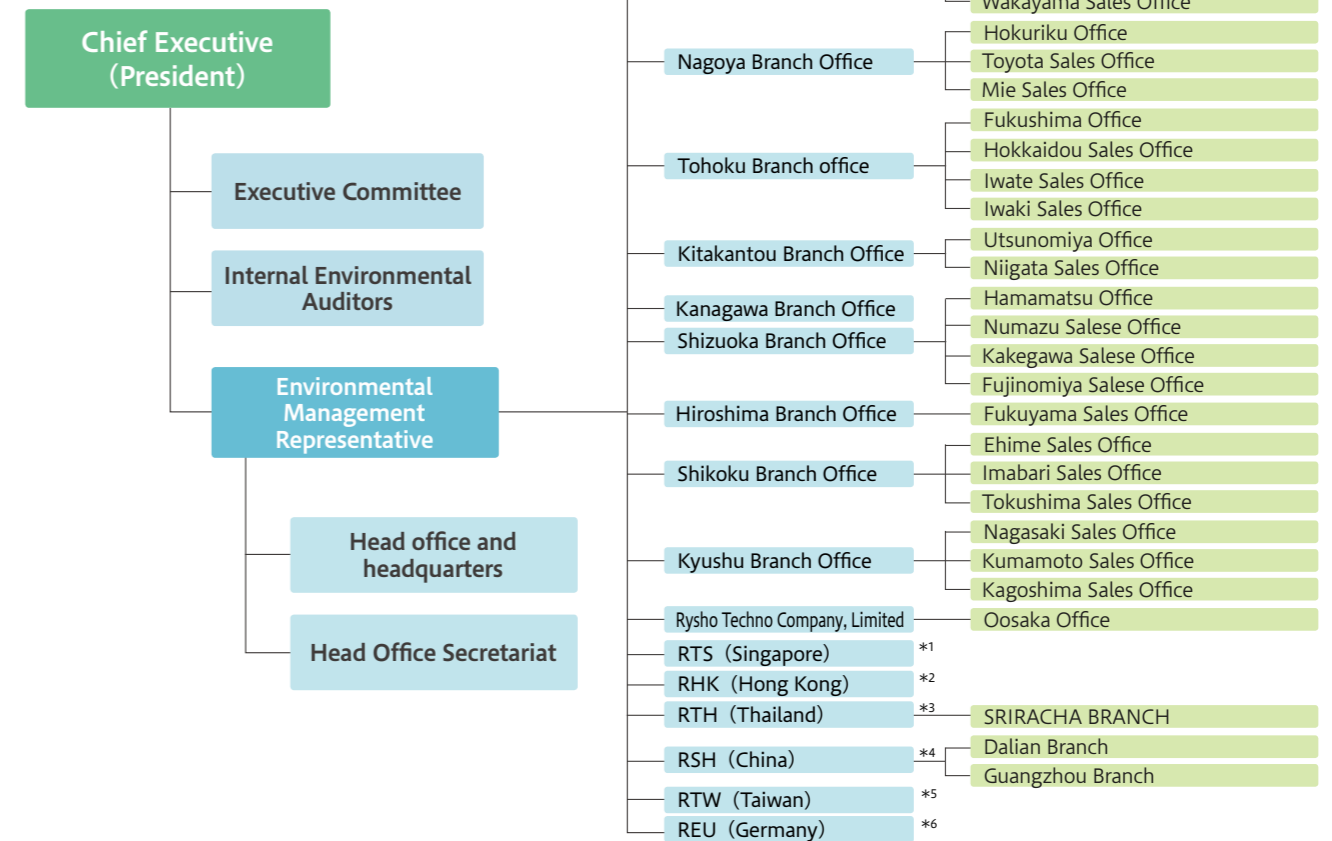 Chief Executive
（President）
Executive Committee
Internal Environmental
Auditors
Environmental
Management
Representative
Head office and
headquarters
Head Office Secretariat
Wakayama Sales Office
Nagoya Branch Office
Hokuriku Office
Toyota Sales Office
Mie Sales Office
Tohoku Branch office
Fukushima Office
Hokkaidou Sales Office
Iwate Sales Office
Iwaki Sales Office
Kitakantou Branch Office
Utsunomiya Office
Niigata Sales Office
Kanagawa Branch Office
Shizuoka Branch Office
Hamamatsu Office
Numazu Salese Office
Kakegawa Salese Office
Fujinomiya Salese Office
Hiroshima Branch Office
Fukuyama Sales Office
Shikoku Branch Office
Ehime Sales Office
Imabari Sales Office
Tokushima Sales Office
Kyushu Branch Office
Nagasaki Sales Office
Kumamoto Sales Office
Kagoshima Sales Office
Rysho Techno Company, Limited
Oosaka Office
RTS（Singapore） *1
RHK（Hong Kong） *2
RTH（Thailand） *3
SRIRACHA BRANCH
RSH（China） *4
Dalian Branch
Guangzhou Branch
RTW（Taiwan） *5
REU（Germany） *6